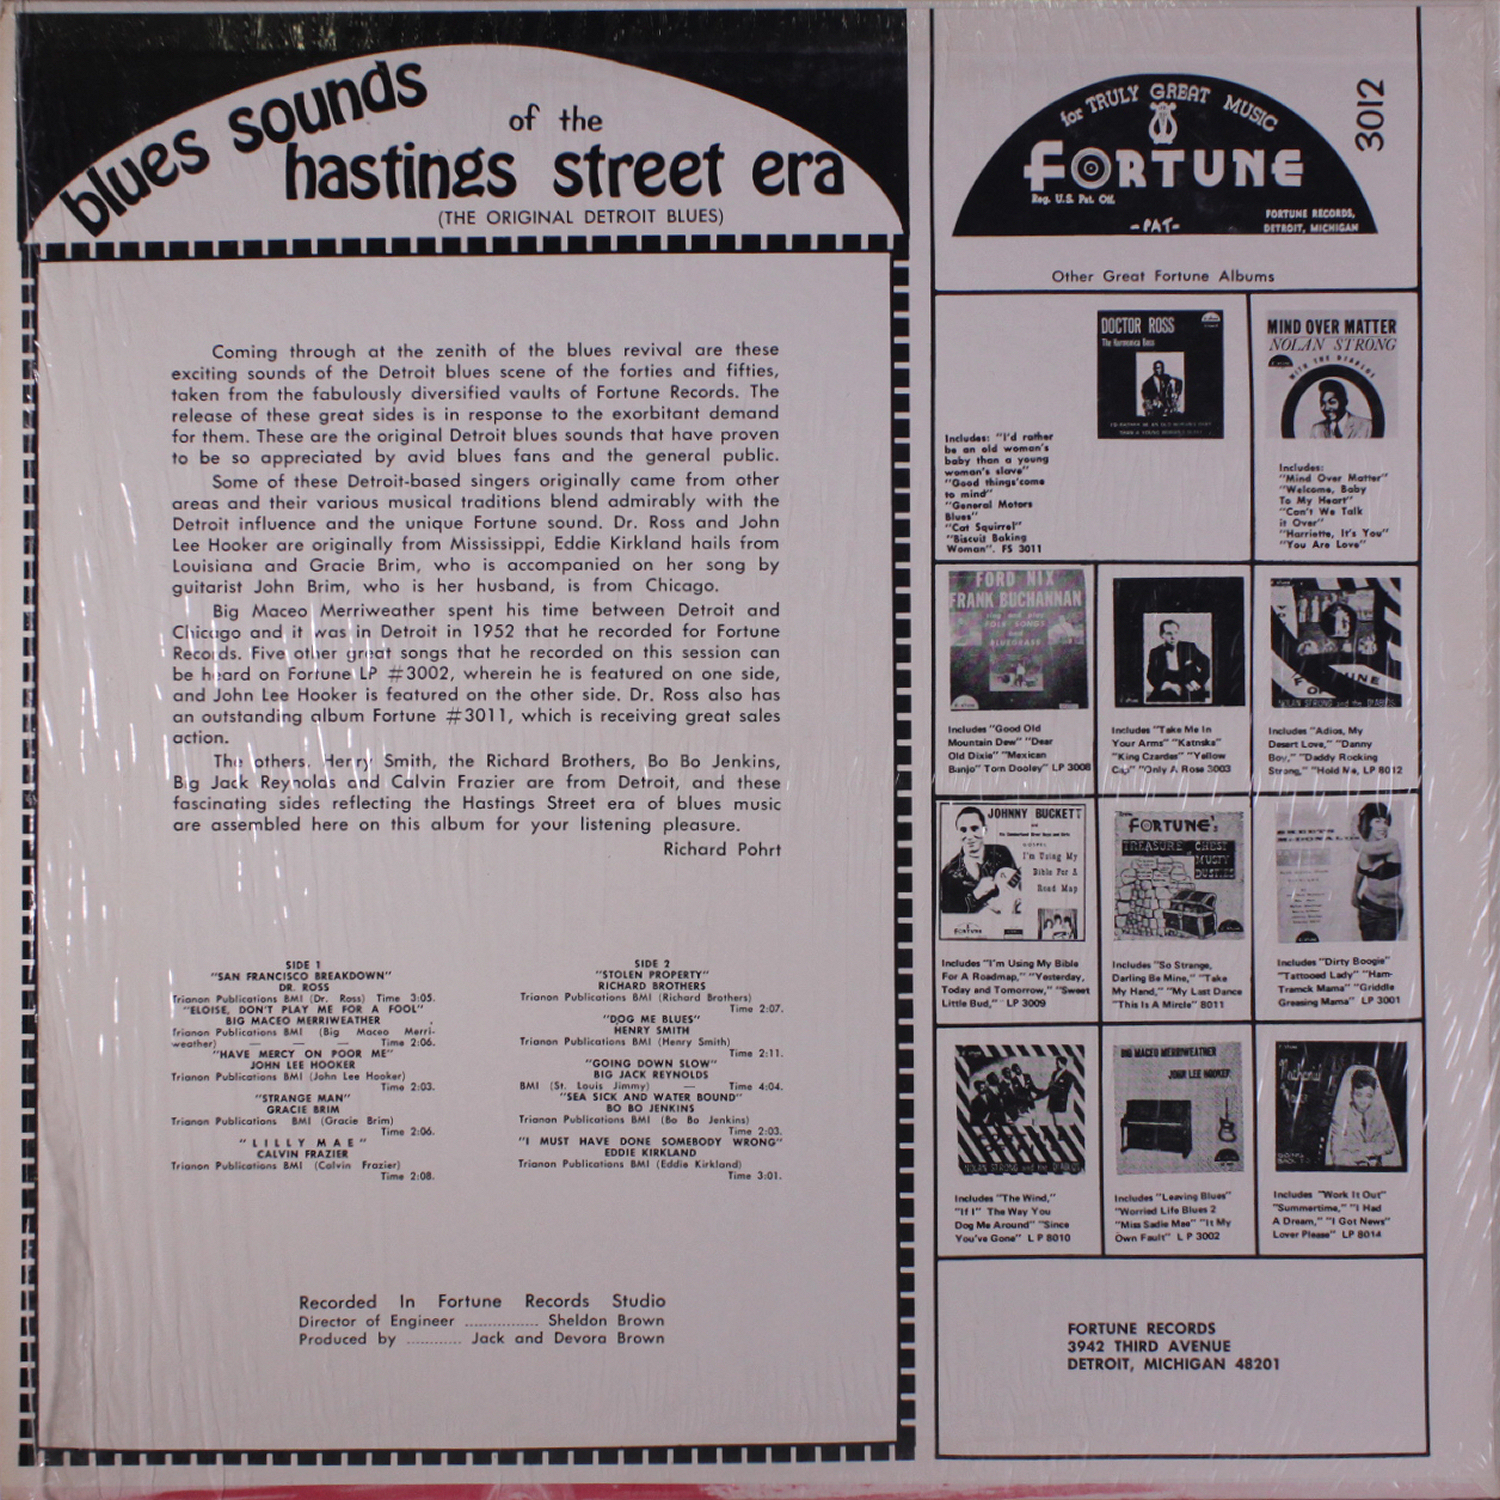 blues sounds
of the
hastings street era
(THE ORIGINAL DETROIT BLUES)
Coming through at the zenith of the blues revival are these
exciting sounds of the Detroit blues scene of the forties and fifties,
taken from the fabulously diversified vaults of Fortune Records. The
release of these great sides is in response to the exorbitant demand
for them. These are the original Detroit blues sounds that have proven
to be so appreciated by avid blues fans and the general public.
Some of these Detroit-based singers originally came from other
areas and their various musical traditions blend admirably with the
Detroit influence and the unique Fortune sound. Dr. Ross and John
Lee Hooker are originally from Mississippi, Eddie Kirkland hails from
Louisiana and Gracie Brim, who is accompanied on her song by
guitarist John Brim, who is her husband, is from Chicago.
Big Maceo Merriweather spent his time between Detroit and
Chicago and it was in Detroit in 1952 that he recorded for Fortune
Records. Five other great songs that he recorded on this session can
be heard on Fortune LP #3002, wherein he is featured on one side,
and John Lee Hooker is featured on the other side. Dr. Ross also has
an outstanding album Fortune #3011, which is receiving great sales
action.
The others, Henry Smith, the Richard Brothers, Bo Bo Jenkins,
Big Jack Reynolds and Calvin Frazier are from Detroit, and these
fascinating sides reflecting the Hastings Street era of blues music
are assembled here on this album for your listening pleasure.
Richard Pohrt
SIDE 1
"SAN FRANCISCO BREAKDOWN"
DR. ROSS
Trianon Publications BMI (Dr. Ross) Time 3:05.
"ELOISE, DON'T PLAY ME FOR A FOOL"
BIG MACEO MERRIWEATHER
Trianon Publications BMI (Big Maceo Merri-
weather) — — — Time 2:06.
"HAVE MERCY ON POOR ME"
JOHN LEE HOOKER
Trianon Publications BMI (John Lee Hooker)
Time 2:03.
"STRANGE MAN"
GRACIE BRIM
Trianon Publications BMI (Gracie Brim)
Time 2:06.
"LILLY MAE"
CALVIN FRAZIER
Trianon Publications BMI (Calvin Frazier)
Time 2:08.
SIDE 2
"STOLEN PROPERTY"
RICHARD BROTHERS
Trianon Publications BMI (Richard Brothers)
Time 2:07.
"DOG ME BLUES"
HENRY SMITH
Trianon Publications BMI (Henry Smith)
Time 2:11.
"GOING DOWN SLOW"
BIG JACK REYNOLDS
BMI (St. Louis Jimmy) — Time 4:04.
"SEA SICK AND WATER BOUND"
BO BO JENKINS
Trianon Publications BMI (Bo Bo Jenkins)
Time 2:03.
"I MUST HAVE DONE SOMEBODY WRONG"
EDDIE KIRKLAND
Trianon Publications BMI (Eddie Kirkland)
Time 3:01.
Recorded In Fortune Records Studio
Director of Engineer ................ Sheldon Brown
Produced by ........... Jack and Devora Brown
for TRULY GREAT MUSIC
FORTUNE
Reg. U.S. Pat. Off.
-PAT-
FORTUNE RECORDS,
DETROIT, MICHIGAN
3012
Other Great Fortune Albums
DOCTOR ROSS
The Harmonica Boss
Includes: "I'd rather
be an old woman's
baby than a young
woman's slave"
"Good things come
to mind"
"General Motors
Blues"
"Cat Squirrel"
"Biscuit Baking
Woman". FS 3011
MIND OVER MATTER
NOLAN STRONG
WITH THE DIABLOS
Includes:
"Mind Over Matter"
"Welcome, Baby
To My Heart"
"Can't We Talk
it Over"
"Harriette, It's You"
"You Are Love"
FORD NIX
FRANK BUCHANNAN
sing and play
FOLK SONGS
and
BLUEGRASS
Includes "Good Old
Mountain Dew" "Dear
Old Dixie" "Mexican
Banjo" Tom Dooley" LP 3008
Includes "Take Me In
Your Arms" "Katnska"
"King Czardes" "Yellow
Cup" "Only A Rose 3003
NOLAN STRONG and the DIABLOS
Includes "Adios, My
Desert Love," "Danny
Boy," "Daddy Rocking
Strong," "Hold Me, LP 8012
JOHNNY BUCKETT
GOSPEL
I'm Using My
Bible For A
Road Map
FORTUNE
Includes "I'm Using My Bible
For A Roadmap," "Yesterday,
Today and Tomorrow," "Sweet
Little Bud," LP 3009
FORTUNE'S
TREASURE CHEST
MUSTY
DUSTIES
Includes "So Strange,
Darling Be Mine," "Take
My Hand," "My Last Dance
"This Is A Mircle" 8011
Includes "Dirty Boogie"
"Tattooed Lady" "Ham-
Tramck Mama" "Griddle
Greasing Mama" LP 3001
NOLAN STRONG and the DIABLOS
Includes "The Wind,"
"If I" The Way You
Dog Me Around" "Since
You've Gone" L P 8010
BIG MACEO MERRIWEATHER
JOHN LEE HOOKER
Includes "Leaving Blues"
"Worried Life Blues 2
"Miss Sadie Mae" "It My
Own Fault" L P 3002
Nathaniel
Mayer
Includes "Work It Out"
"Summertime," "I Had
A Dream," "I Got News"
Lover Please" LP 8014
FORTUNE RECORDS
3942 THIRD AVENUE
DETROIT, MICHIGAN 48201